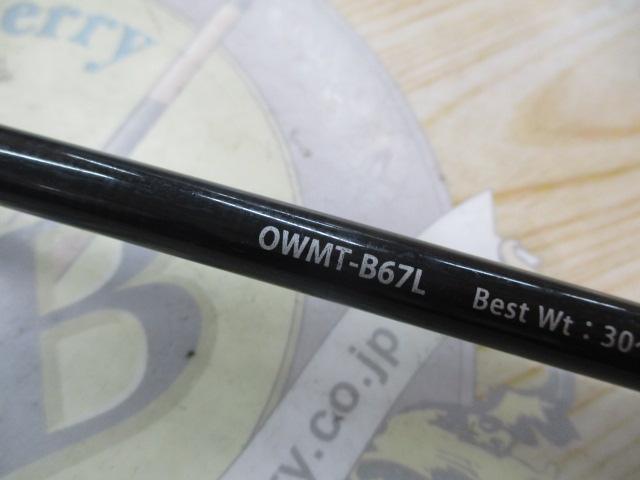 erry
OWMT-B67L
Best Wt : 30~
B
ry.co.jp